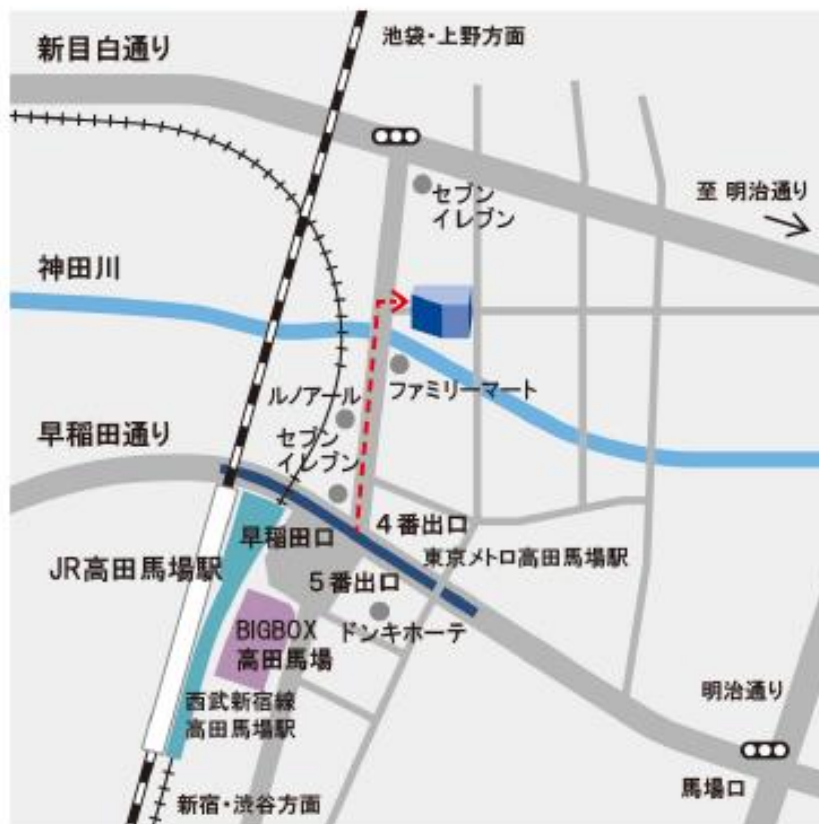 池袋・上野方面
新目白通り
セブン
イレブン
至 明治通り
神田川
ファミリーマート
ルノアール
早稲田通り
セブン
イレブン
4番出口
早稲田口
東京メトロ高田馬場駅
JR高田馬場駅
5番出口
BIGBOX
高田馬場
ドンキホーテ
西武新宿線
高田馬場駅
明治通り
馬場口
新宿・渋谷方面